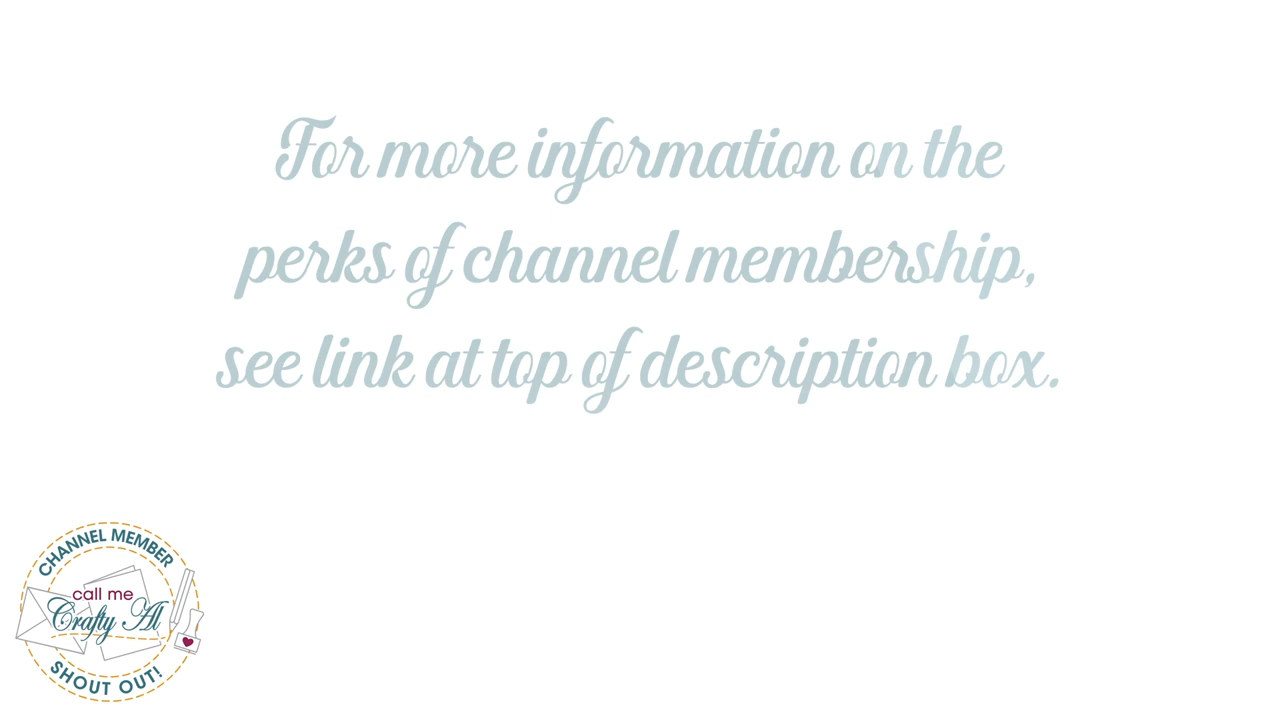 For more information on the
perks of channel membership,
see link at top of description box.
CHANNEL MEMBER
call me
Crafty Al
SHOUT OUT!